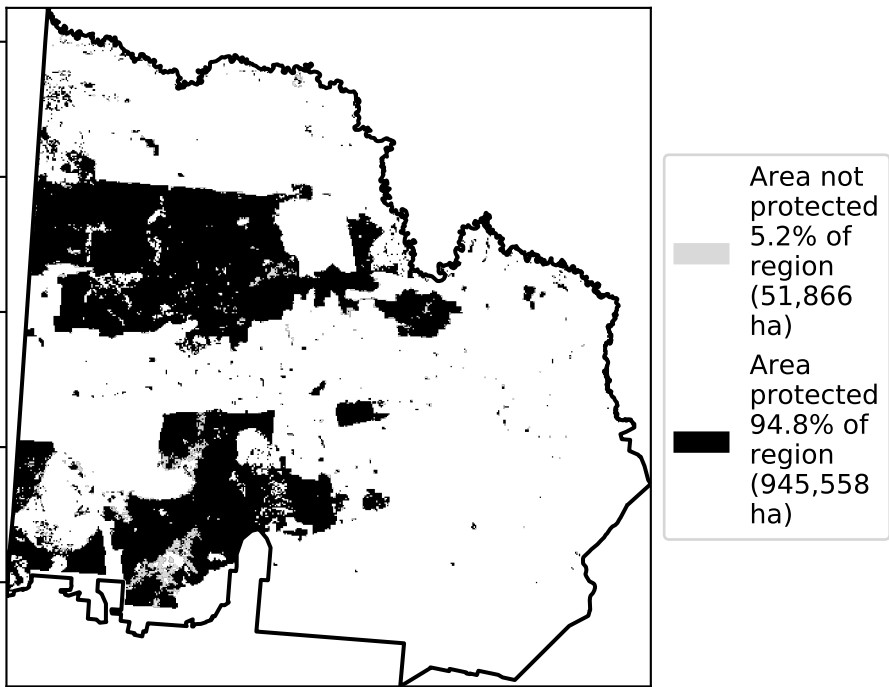 Area not
protected
5.2% of
region
(51,866
ha)
Area
protected
94.8% of
region
(945,558
ha)